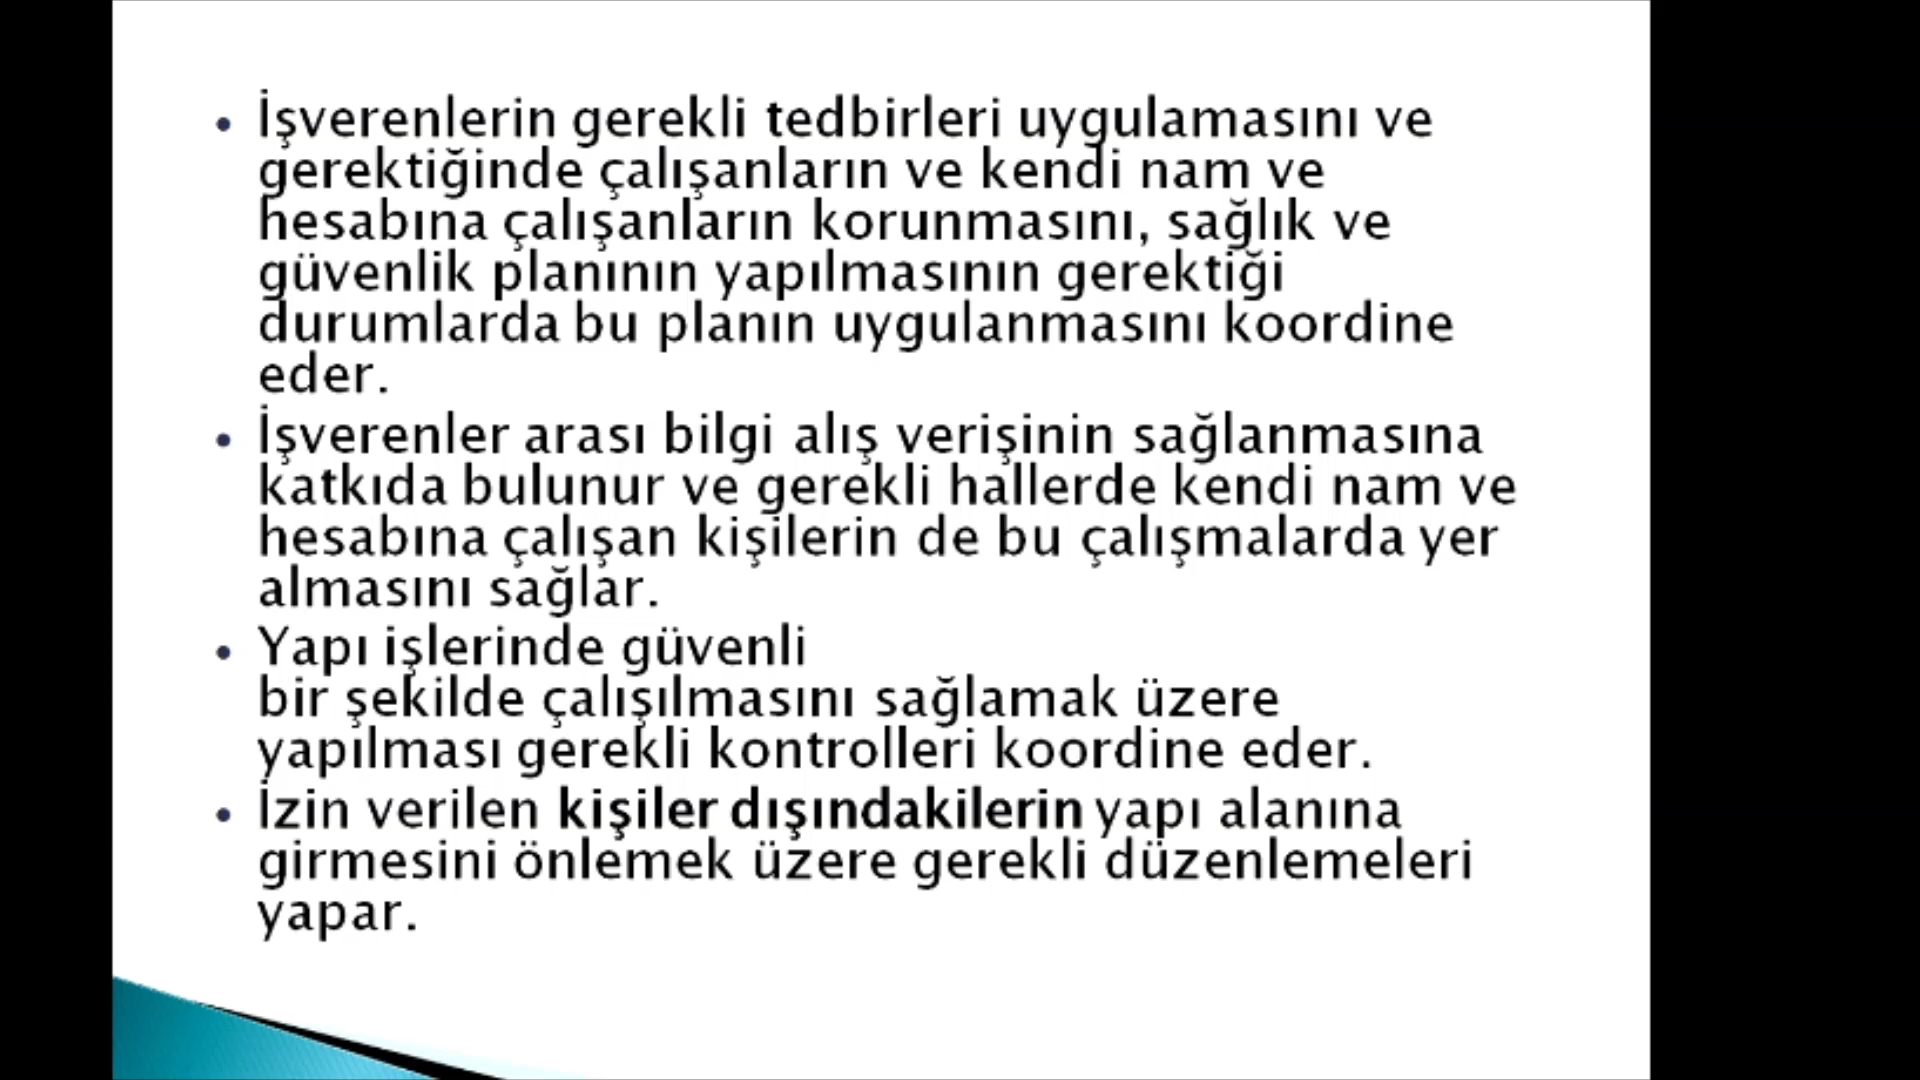 • İşverenlerin gerekli tedbirleri uygulamasını ve
gerektiğinde çalışanların ve kendi nam ve
hesabına çalışanların korunmasını, sağlık ve
güvenlik planının yapılmasının gerektiği
durumlarda bu planın uygulanmasını koordine
eder.
• İşverenler arası bilgi alış verişinin sağlanmasına
katkıda bulunur ve gerekli hallerde kendi nam ve
hesabına çalışan kişilerin de bu çalışmalarda yer
almasını sağlar.
• Yapı işlerinde güvenli
bir şekilde çalışılmasını sağlamak üzere
yapılması gerekli kontrolleri koordine eder.
• İzin verilen kişiler dışındakilerin yapı alanına
girmesini önlemek üzere gerekli düzenlemeleri
yapar.